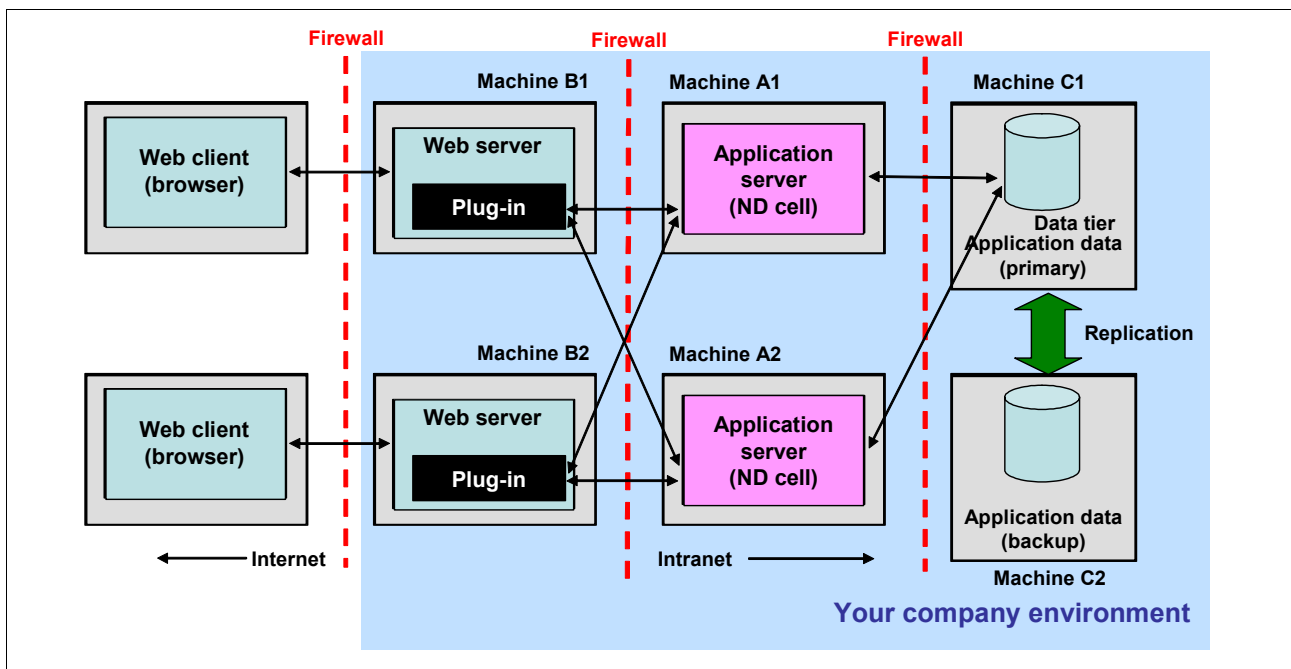 Firewall
Firewall
Firewall
Machine B1
Machine A1
Machine C1
Web client
(browser)
Web server
Plug-in
Application
server
(ND cell)
Data tier
Application data
(primary)
Replication
Machine B2
Machine A2
Web client
(browser)
Web server
Plug-in
Application
server
(ND cell)
Application data
(backup)
Internet
Intranet
Machine C2
Your company environment